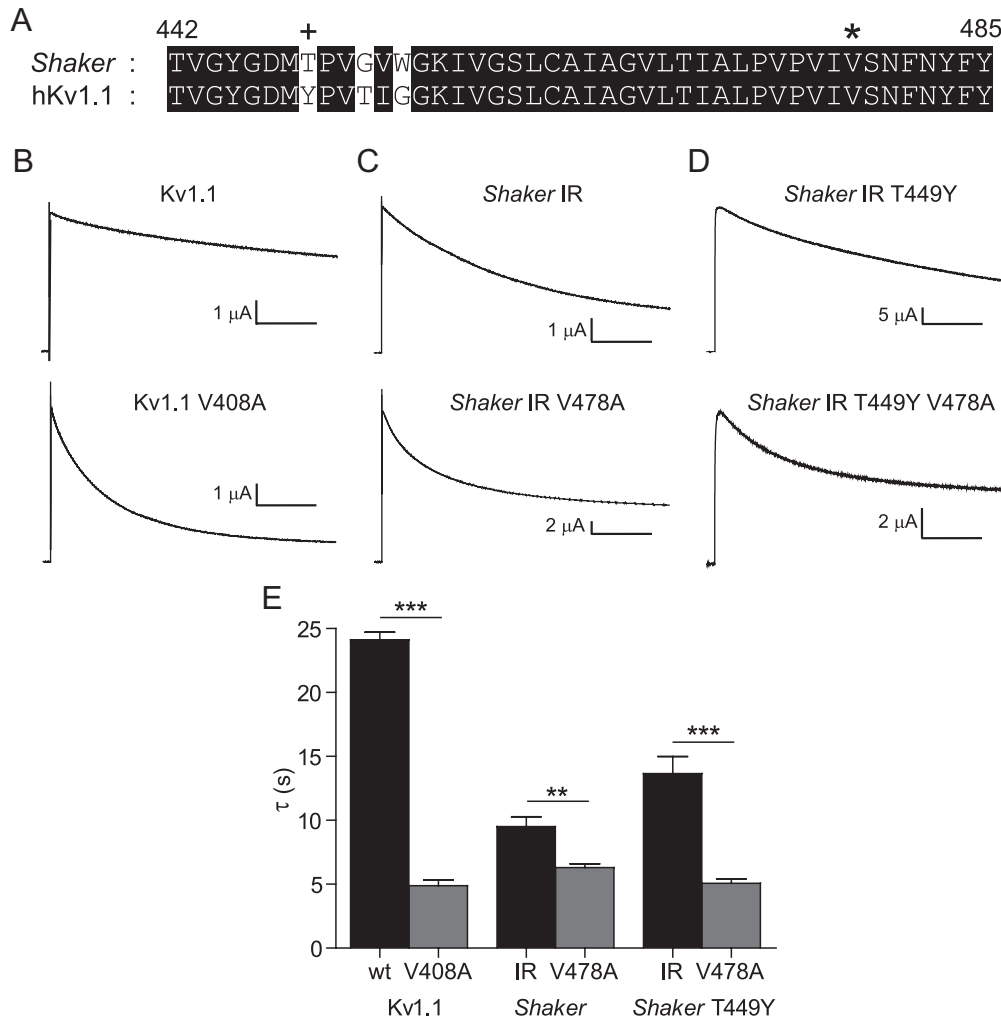 A
442 + * 485
Shaker : TVGYGDMTPVGVWGKIVGSLCAIAGVLTIALPVPVIVSNFNYFY
hKv1.1 : TVGYGDMYPVTIGGKIVGSLCAIAGVLTIALPVPVIVSNFNYFY
B C D
Kv1.1 Shaker IR Shaker IR T449Y
1 μA 1 μA 5 μA
Kv1.1 V408A Shaker IR V478A Shaker IR T449Y V478A
1 μA 2 μA 2 μA
E
*** ** ***
τ (s)
25
20
15
10
5
0
wt V408A IR V478A IR V478A
Kv1.1 Shaker Shaker T449Y